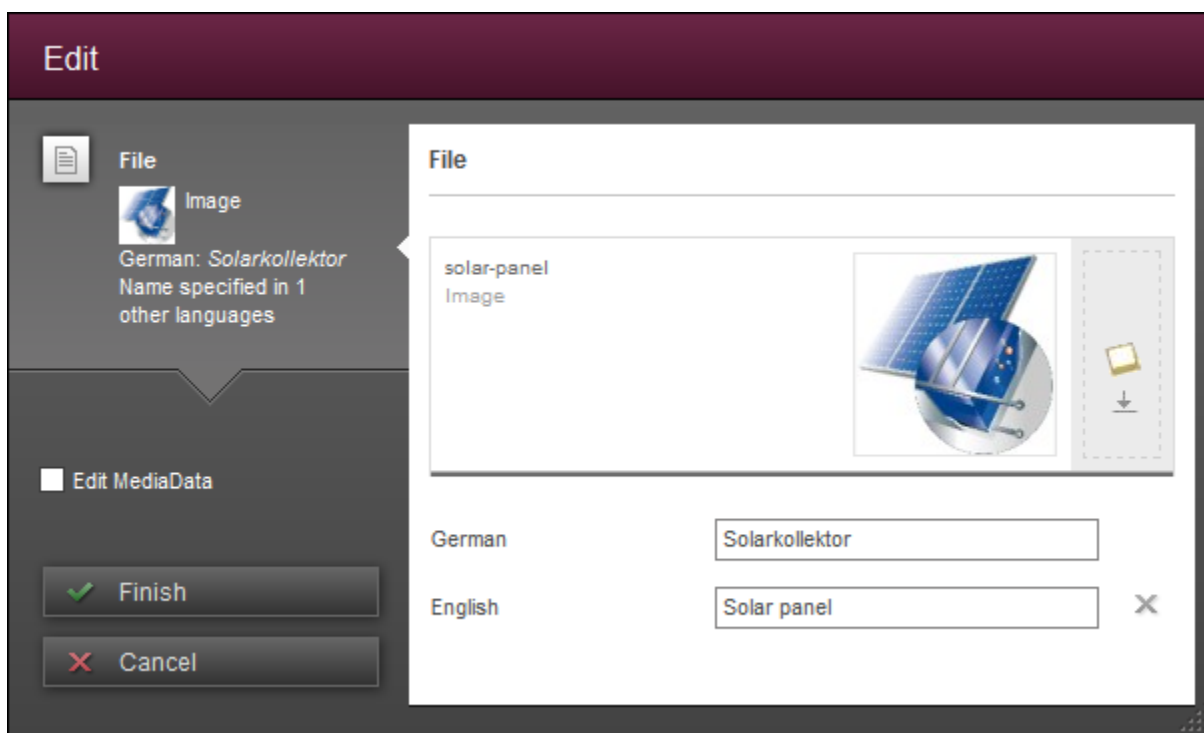 Edit
File
Image
German: Solarkollektor
Name specified in 1
other languages
Edit MediaData
Finish
Cancel
File
solar-panel
Image
German
Solarkollektor
English
Solar panel